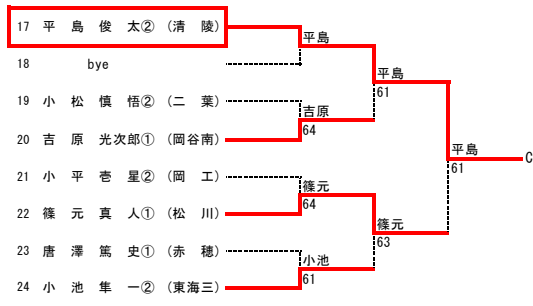 17 平 島 俊 太② （清 陵）
平島
18 bye
平島
61
19 小 松 慎 悟② （二 葉）
吉原
64
20 吉 原 光次郎① （岡谷南）
平島
61
C
21 小 平 壱 星② （岡 工）
篠元
64
22 篠 元 真 人① （松 川）
篠元
63
23 唐 澤 篤 史① （赤 穂）
小池
61
24 小 池 隼 一② （東海三）